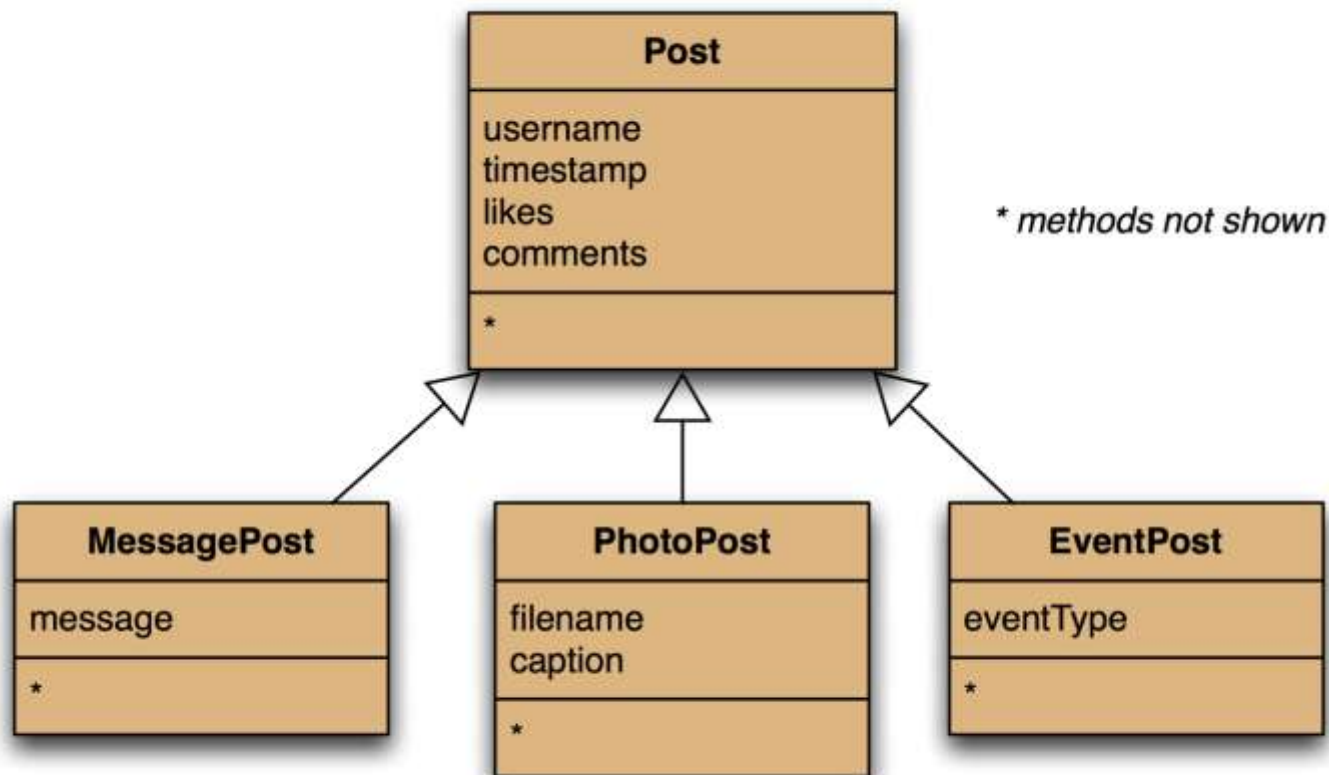 Post
username
timestamp
likes
comments
*
* methods not shown
MessagePost
message
*
PhotoPost
filename
caption
*
EventPost
eventType
*